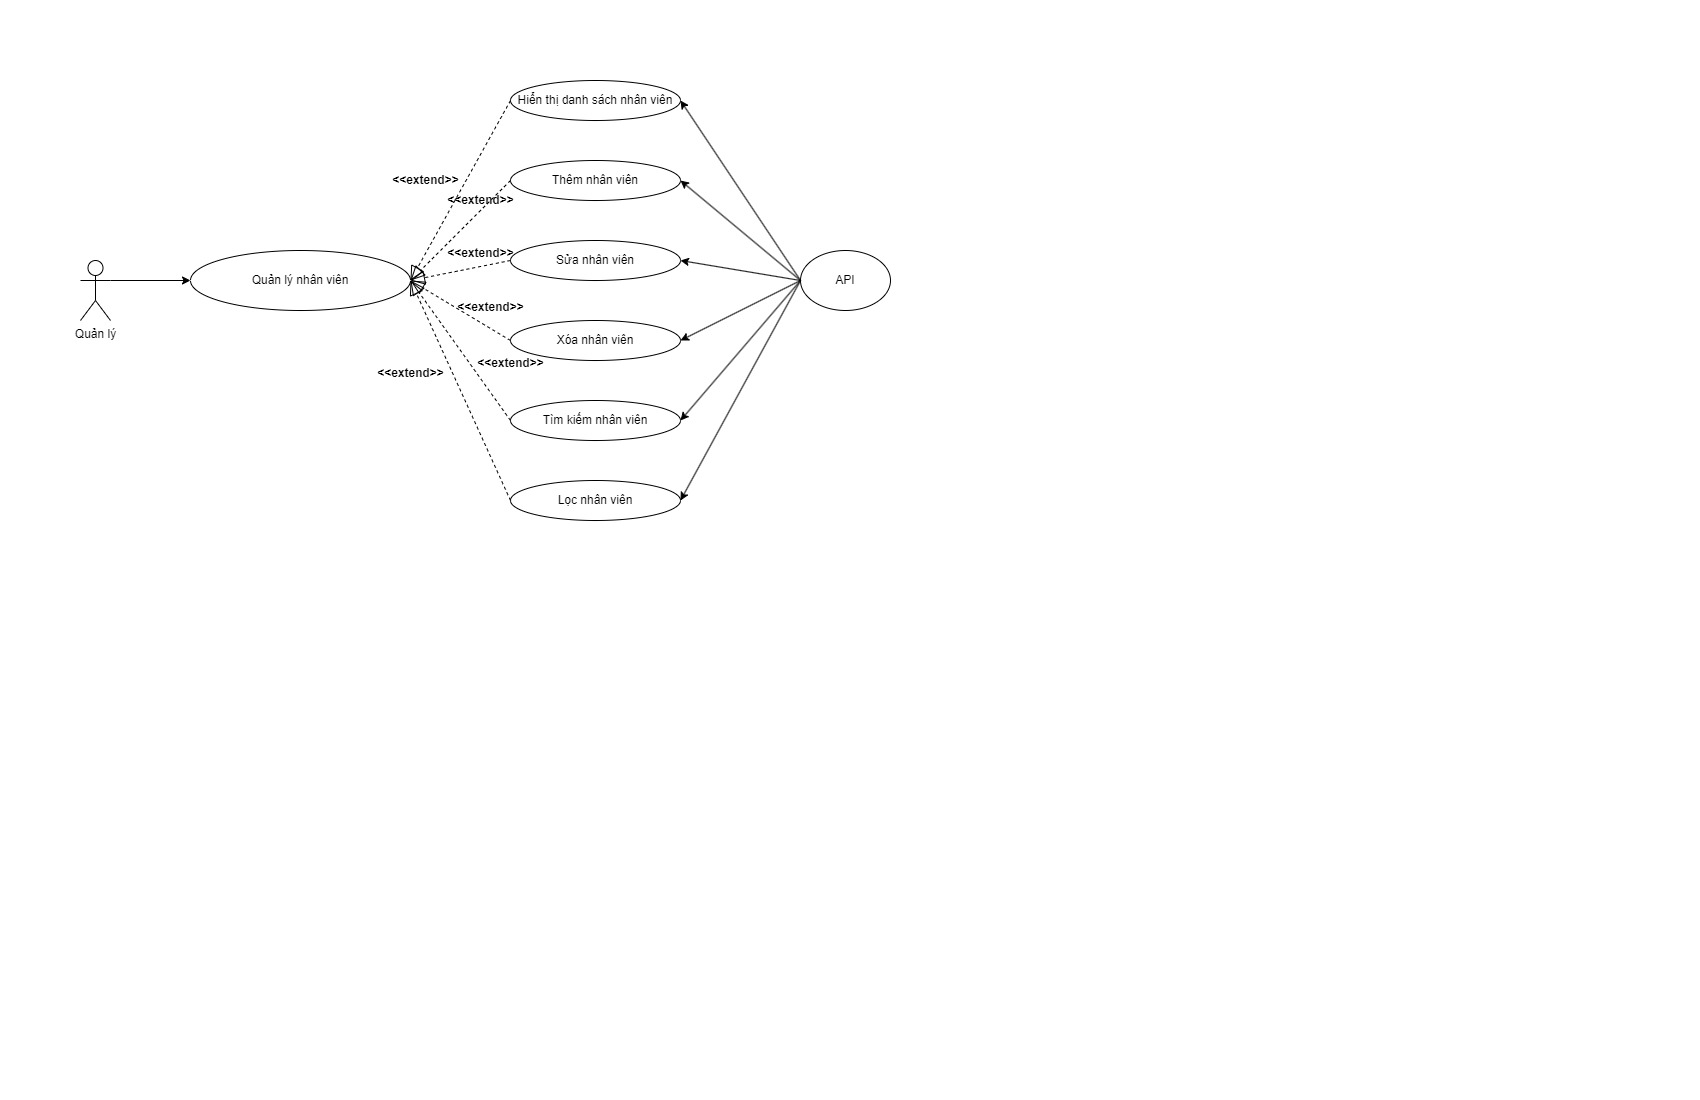 Hiển thị danh sách nhân viên
<<extend>>
Thêm nhân viên
<<extend>>
<<extend>>
Sửa nhân viên
Quản lý nhân viên
API
<<extend>>
Quản lý
Xóa nhân viên
<<extend>>
<<extend>>
Tìm kiếm nhân viên
Lọc nhân viên